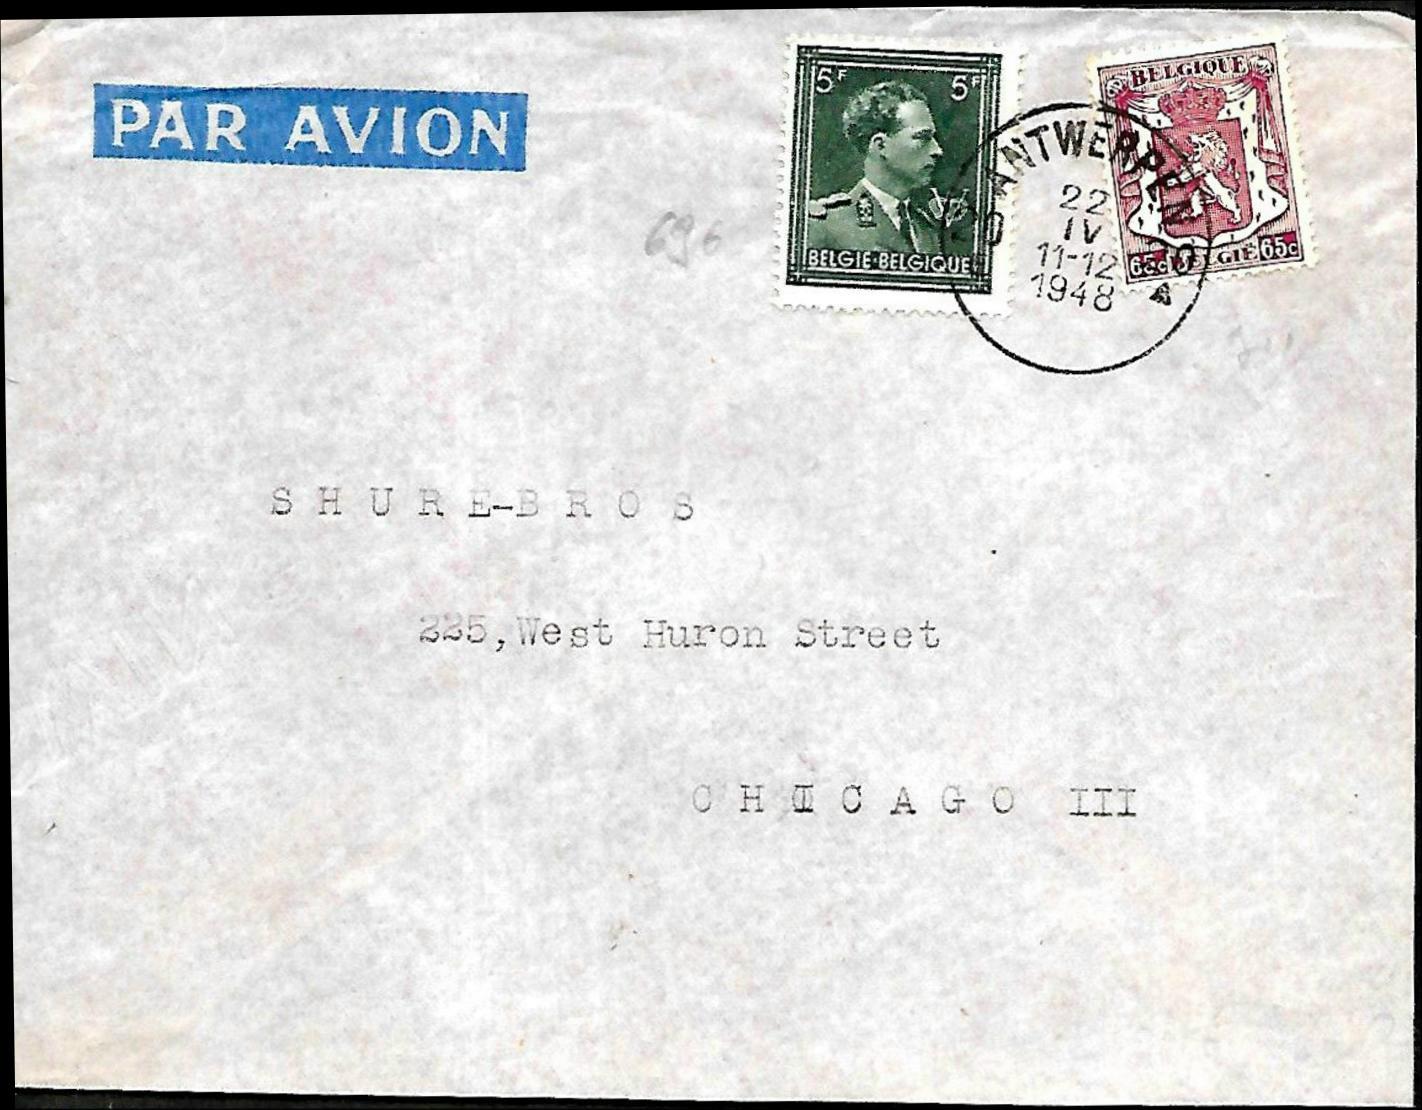 PAR AVION
5F 5F
BELGIE-BELGIQUE
BELGIQUE
65c BELGIE 65c
ANTWERPEN
22
IV
11-12
1948
696
S H U R E-B R O S
225, West Huron Street
C H I C A G O III